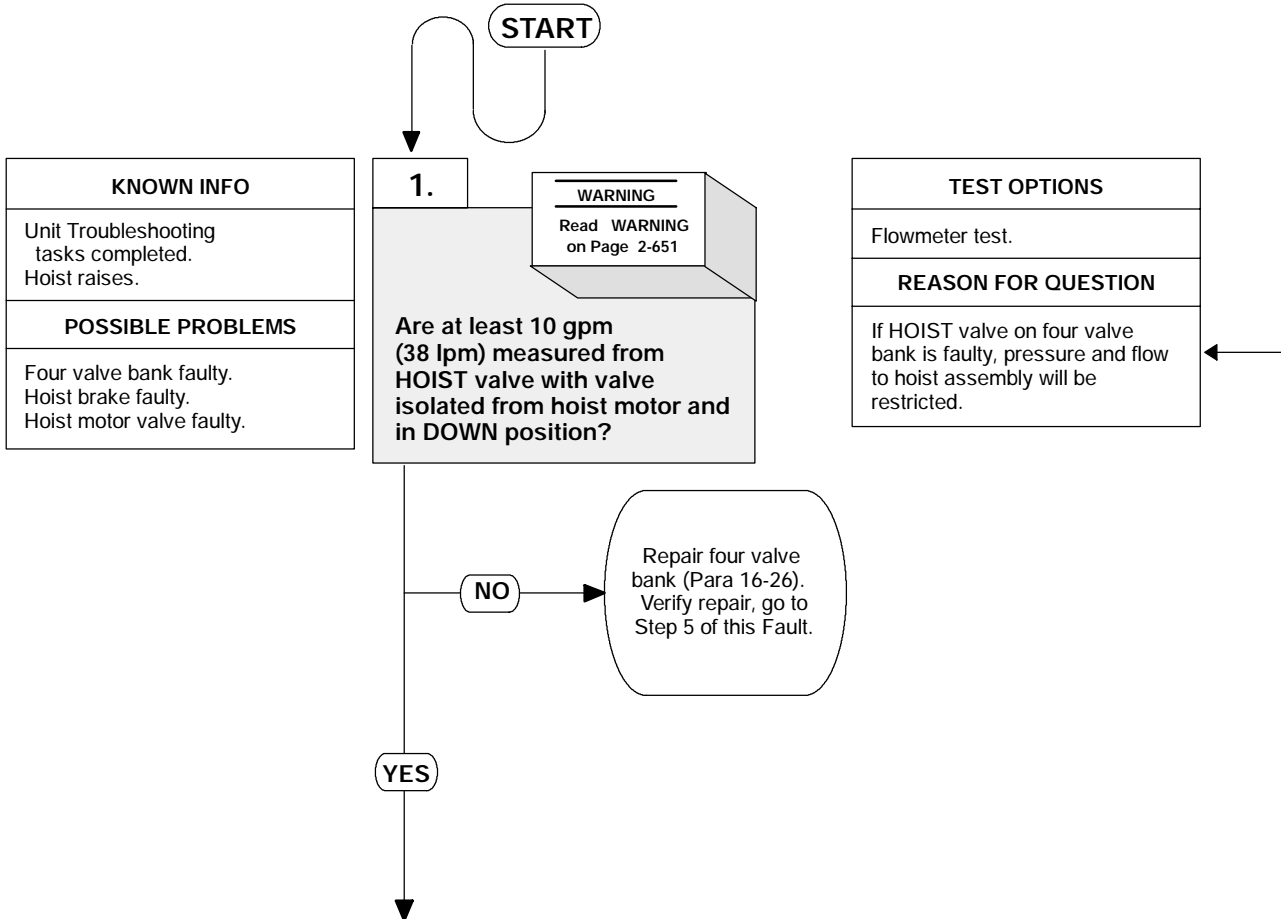 START
KNOWN INFO
Unit Troubleshooting
tasks completed.
Hoist raises.
POSSIBLE PROBLEMS
Four valve bank faulty.
Hoist brake faulty.
Hoist motor valve faulty.
1.
WARNING
Read WARNING
on Page 2-651
Are at least 10 gpm
(38 lpm) measured from
HOIST valve with valve
isolated from hoist motor and
in DOWN position?
TEST OPTIONS
Flowmeter test.
REASON FOR QUESTION
If HOIST valve on four valve
bank is faulty, pressure and flow
to hoist assembly will be
restricted.
NO
Repair four valve
bank (Para 16-26).
Verify repair, go to
Step 5 of this Fault.
YES